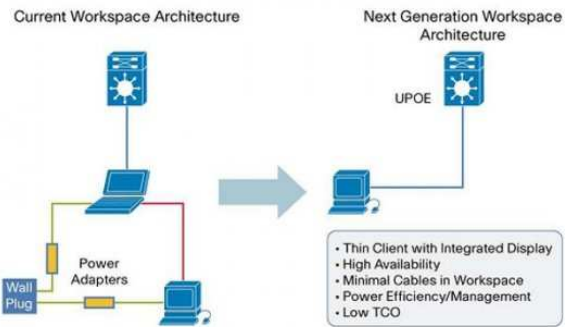 Current Workspace Architecture
Next Generation Workspace
Architecture
UPOE
Power
Adapters
Wall
Plug
• Thin Client with Integrated Display
• High Availability
• Minimal Cables in Workspace
• Power Efficiency/Management
• Low TCO